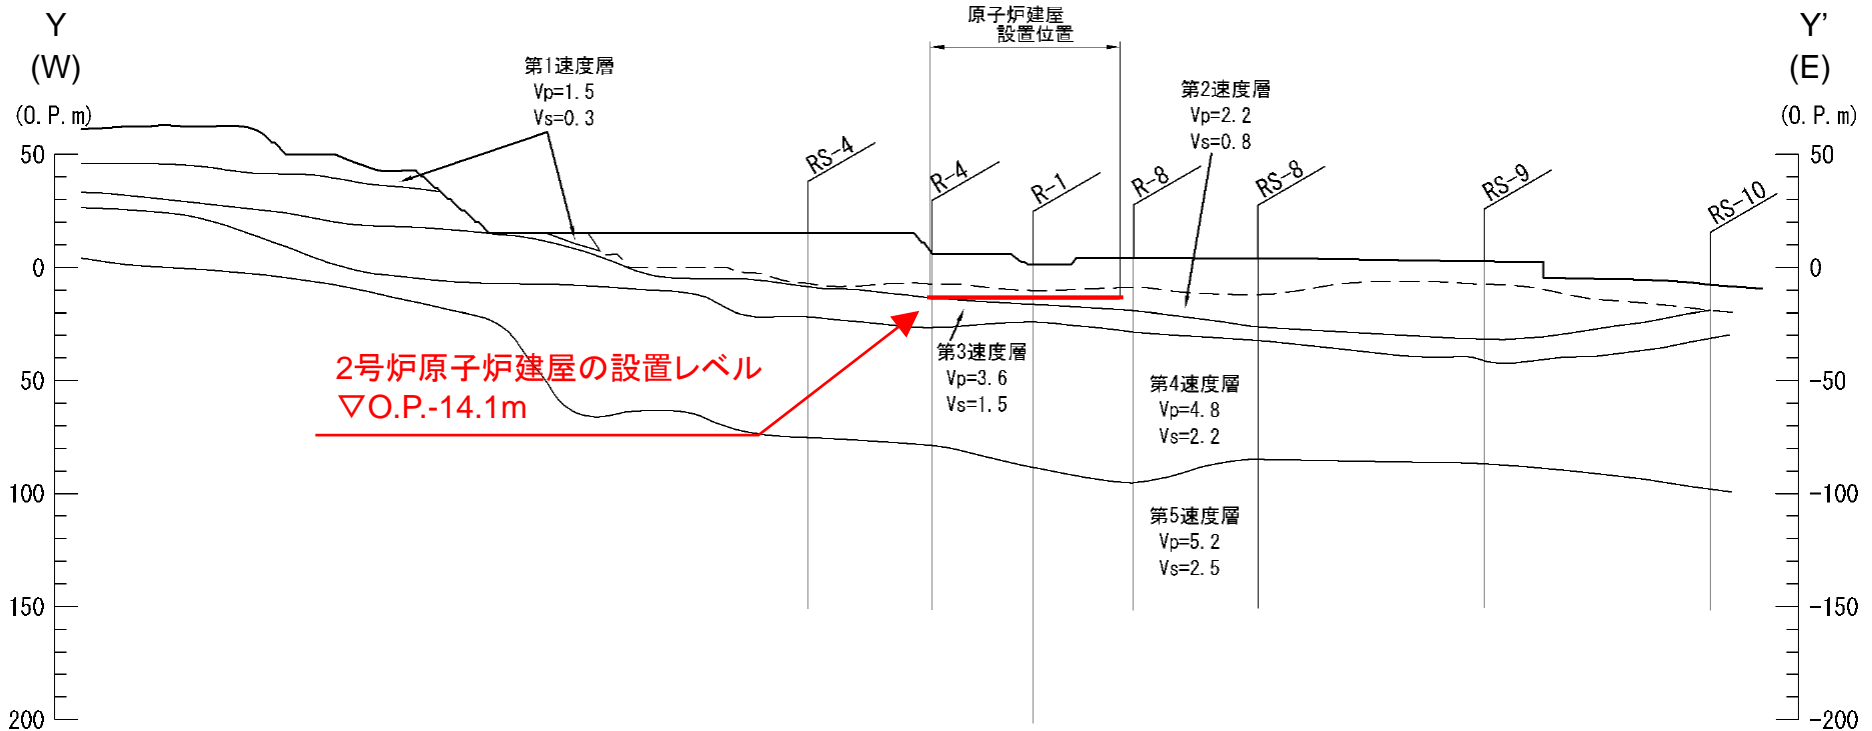 Y
(W)
(O.P.m)
原子炉建屋
設置位置
Y’
(E)
(O.P.m)
第1速度層
Vp=1.5
Vs=0.3
第2速度層
Vp=2.2
Vs=0.8
RS-4
R-4
R-1
R-8
RS-8
RS-9
RS-10
50
0
50
100
150
200
50
0
-50
-100
-150
-200
2号炉原子炉建屋の設置レベル
▽O.P.-14.1m
第3速度層
Vp=3.6
Vs=1.5
第4速度層
Vp=4.8
Vs=2.2
第5速度層
Vp=5.2
Vs=2.5